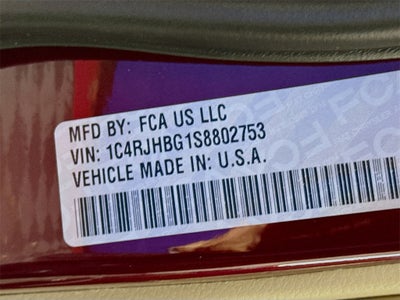 MFD BY: FCA US LLC
VIN: 1C4RJHBG1S8802753
VEHICLE MADE IN: U.S.A.